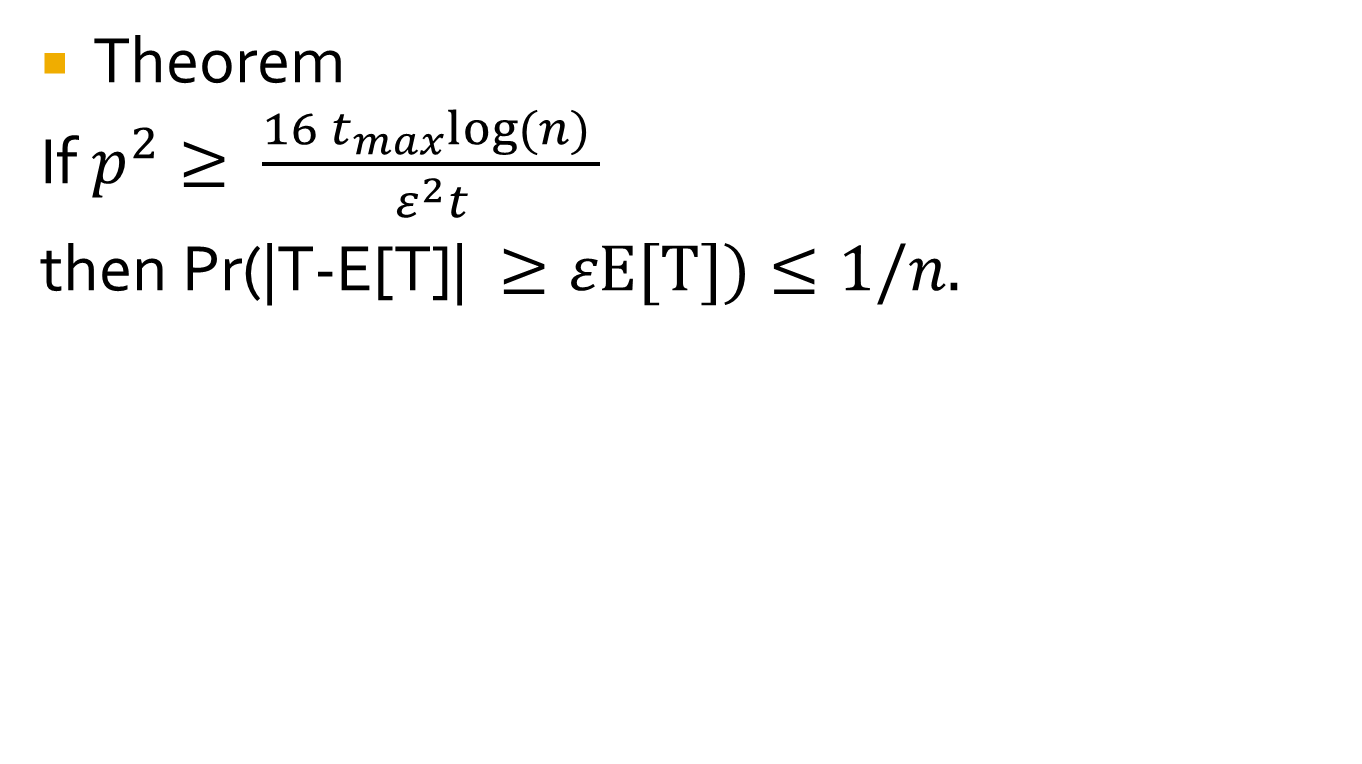 ▪ Theorem
If p² ≥ 16 t_max log(n) / ε²t
then Pr(|T-E[T]| ≥ εE[T]) ≤ 1/n.